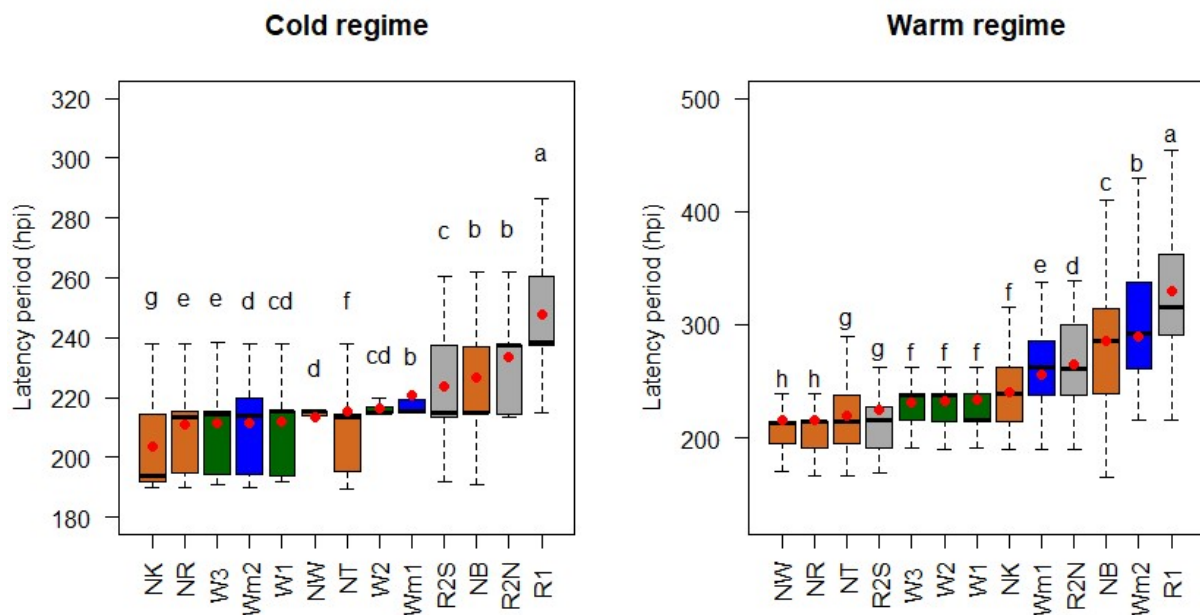 Cold regime
Latency period (hpi)
320
300
280
260
240
220
200
180
g e e d cd d f cd b c b b a
NK NR W3 Wm2 W1 NW NT W2 Wm1 R2S NB R2N R1
Warm regime
Latency period (hpi)
500
400
300
200
h h g g f f f f e d c b a
NW NR NT R2S W3 W2 W1 NK Wm1 R2N NB Wm2 R1